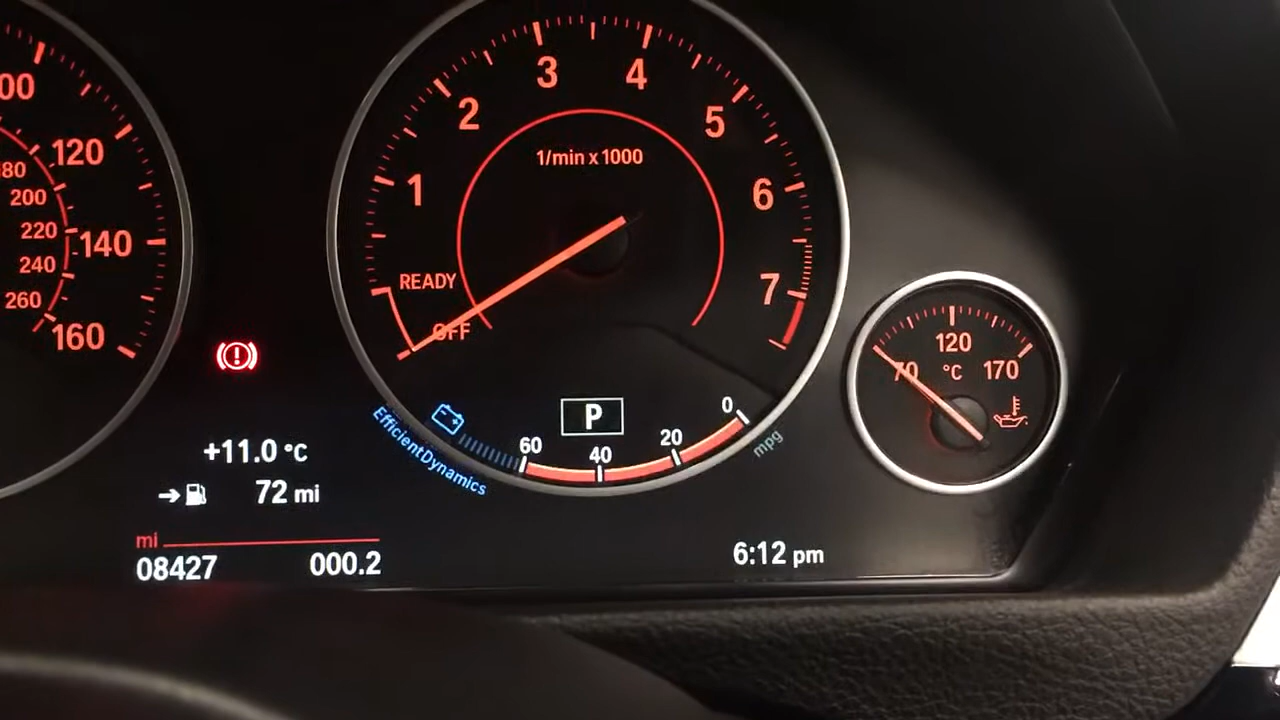 00
120
140
160
180
200
220
240
260
+11.0 °C
72 mi
mi
08427 000.2
1
2
3
4
5
6
7
1/min x 1000
READY
OFF
P
60
40
20
0
mpg
EfficientDynamics
70
120
170
°C
6:12 pm